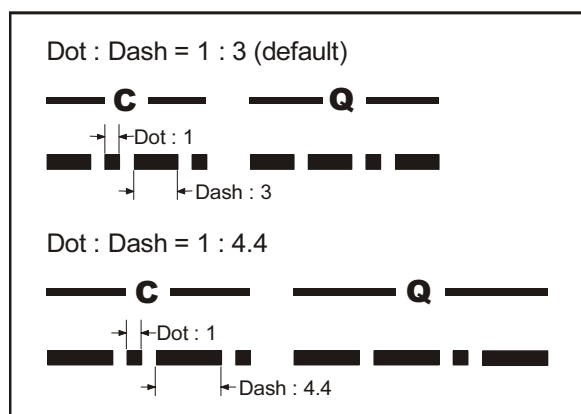 Dot : Dash = 1 : 3 (default)
C Q
Dot : 1
Dash : 3
Dot : Dash = 1 : 4.4
C Q
Dot : 1
Dash : 4.4